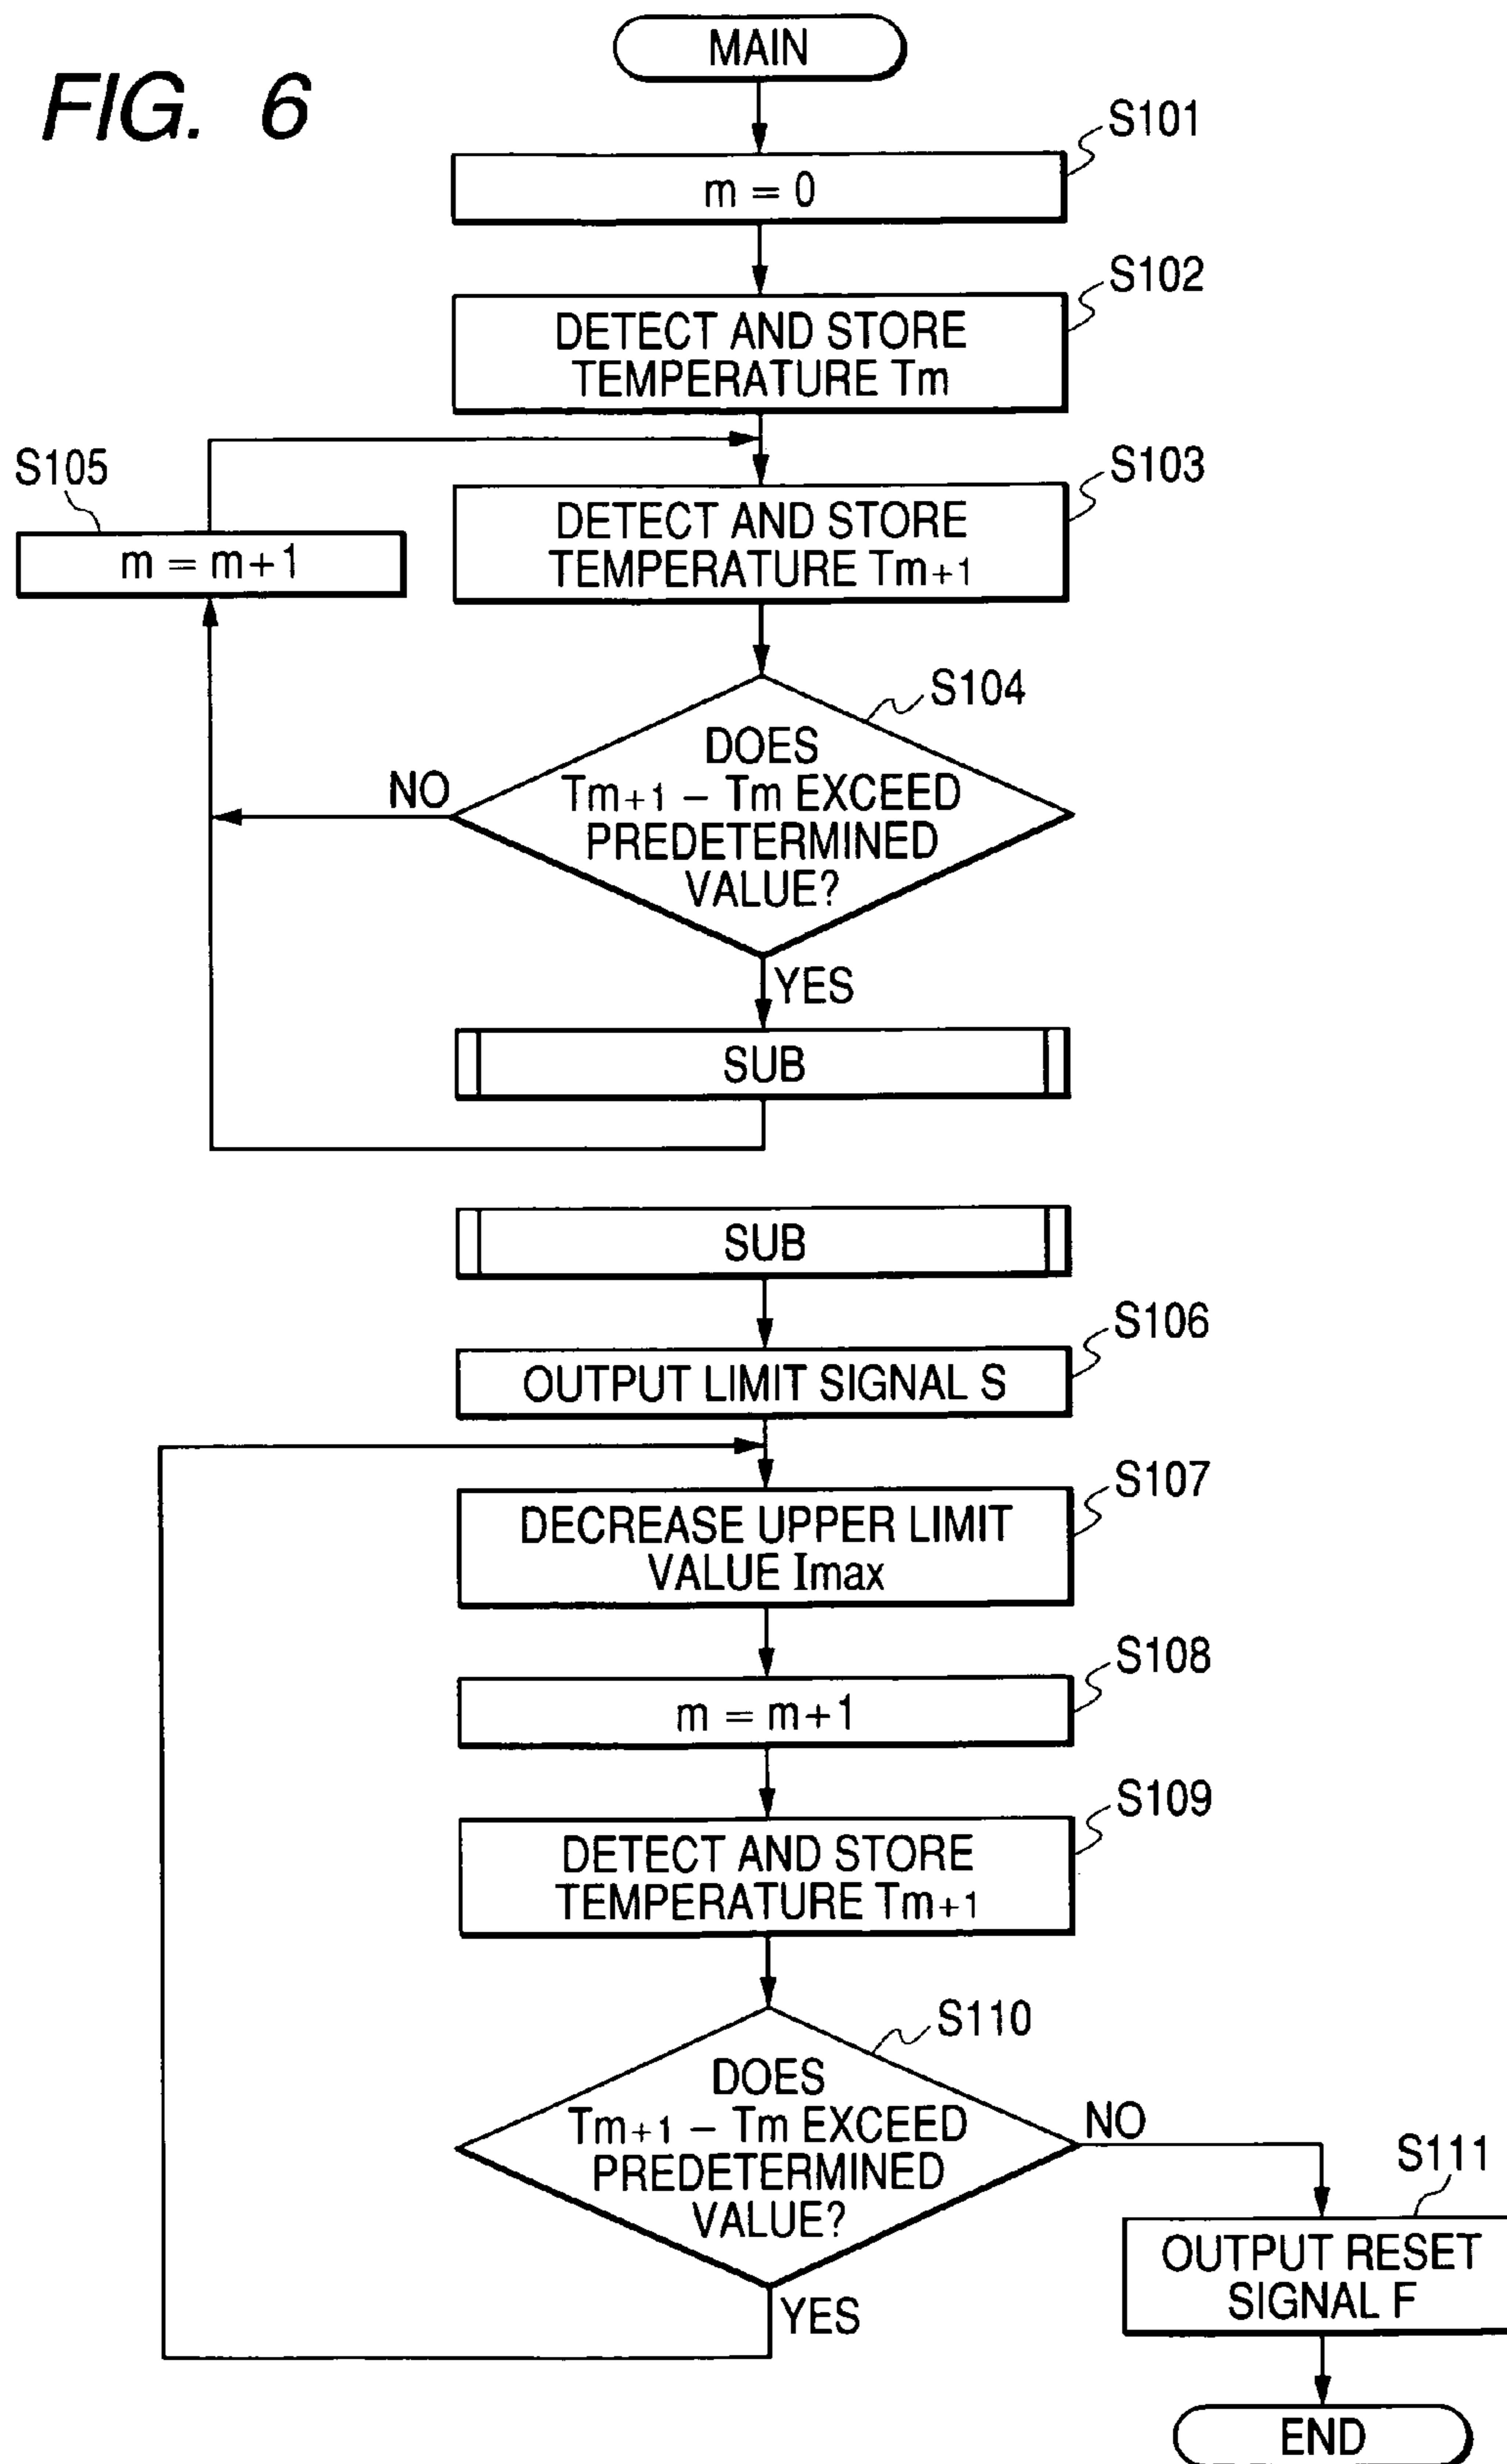 FIG. 6
MAIN
S101
m = 0
S102
DETECT AND STORE
TEMPERATURE Tm
S105
m = m+1
S103
DETECT AND STORE
TEMPERATURE Tm+1
S104
DOES
Tm+1 – Tm EXCEED
PREDETERMINED
VALUE?
NO
YES
SUB
SUB
S106
OUTPUT LIMIT SIGNAL S
S107
DECREASE UPPER LIMIT
VALUE Imax
S108
m = m+1
S109
DETECT AND STORE
TEMPERATURE Tm+1
S110
DOES
Tm+1 – Tm EXCEED
PREDETERMINED
VALUE?
NO
YES
S111
OUTPUT RESET
SIGNAL F
END